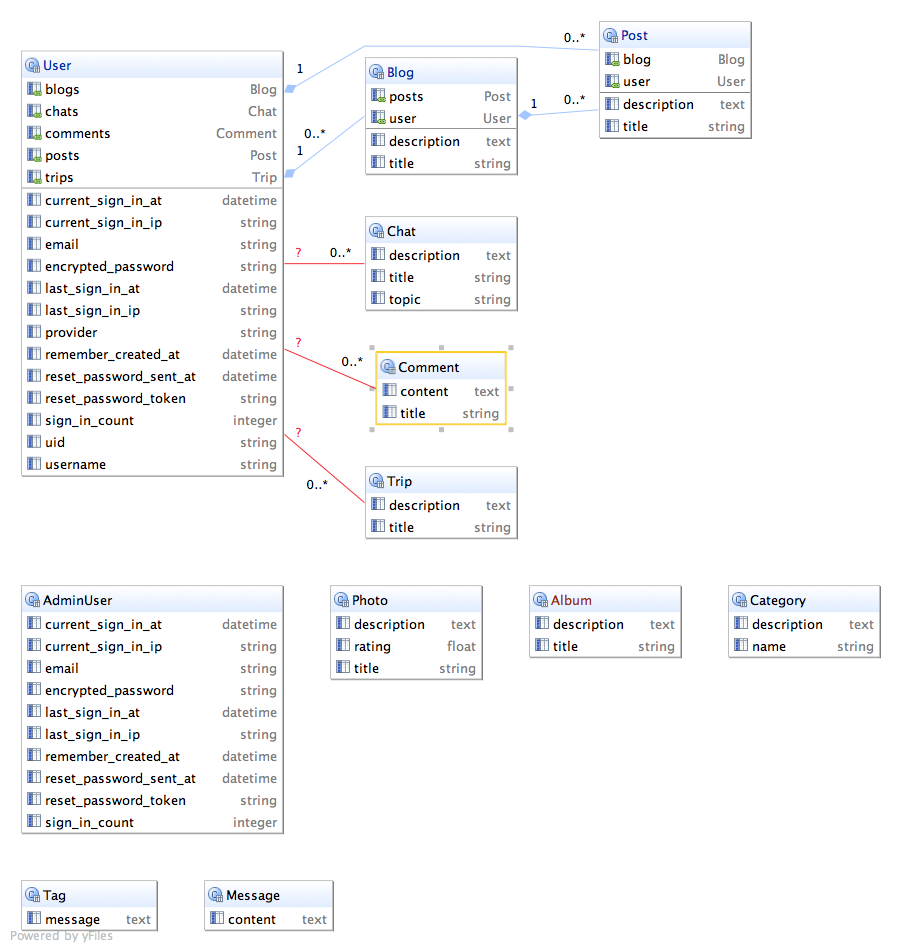 User
blogs Blog
chats Chat
comments Comment
posts Post
trips Trip
current_sign_in_at datetime
current_sign_in_ip string
email string
encrypted_password string
last_sign_in_at datetime
last_sign_in_ip string
provider string
remember_created_at datetime
reset_password_sent_at datetime
reset_password_token string
sign_in_count integer
uid string
username string
1
0..*
0..*
1
Blog
posts Post
user User
description text
title string
1
0..*
Post
blog Blog
user User
description text
title string
?
0..*
Chat
description text
title string
topic string
?
0..*
Comment
content text
title string
?
0..*
Trip
description text
title string
AdminUser
current_sign_in_at datetime
current_sign_in_ip string
email string
encrypted_password string
last_sign_in_at datetime
last_sign_in_ip string
remember_created_at datetime
reset_password_sent_at datetime
reset_password_token string
sign_in_count integer
Photo
description text
rating float
title string
Album
description text
title string
Category
description text
name string
Tag
message text
Message
content text
Powered by yFiles